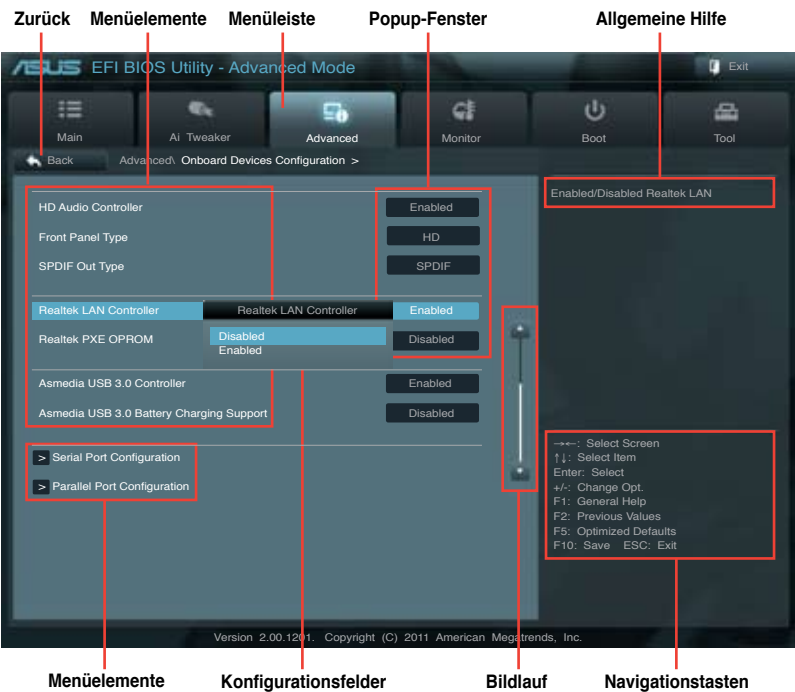 Zurück Menüelemente Menüleiste Popup-Fenster Allgemeine Hilfe
ASUS EFI BIOS Utility - Advanced Mode Exit
Main Ai Tweaker Advanced Monitor Boot Tool
Back Advanced\ Onboard Devices Configuration >
Enabled/Disabled Realtek LAN
HD Audio Controller Enabled
Front Panel Type HD
SPDIF Out Type SPDIF
Realtek LAN Controller Realtek LAN Controller Enabled
Realtek PXE OPROM Disabled Disabled
Enabled
Asmedia USB 3.0 Controller Enabled
Asmedia USB 3.0 Battery Charging Support Disabled
> Serial Port Configuration
> Parallel Port Configuration
→←: Select Screen
↑↓: Select Item
Enter: Select
+/-: Change Opt.
F1: General Help
F2: Previous Values
F5: Optimized Defaults
F10: Save ESC: Exit
Version 2.00.1201. Copyright (C) 2011 American Megatrends, Inc.
Menüelemente Konfigurationsfelder Bildlauf Navigationstasten